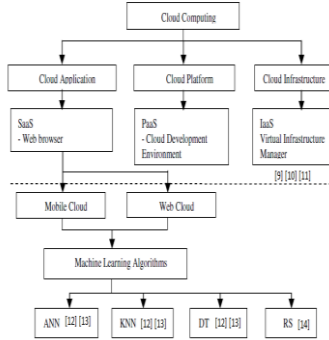 Cloud Computing
Cloud Application
Cloud Platform
Cloud Infrastructure
SaaS
- Web browser
PaaS
- Cloud Development
Environment
IaaS
Virtual Infrastructure
Manager
[9] [10] [11]
Mobile Cloud
Web Cloud
Machine Learning Algorithms
ANN [12] [13]
KNN [12] [13]
DT [12] [13]
RS [14]